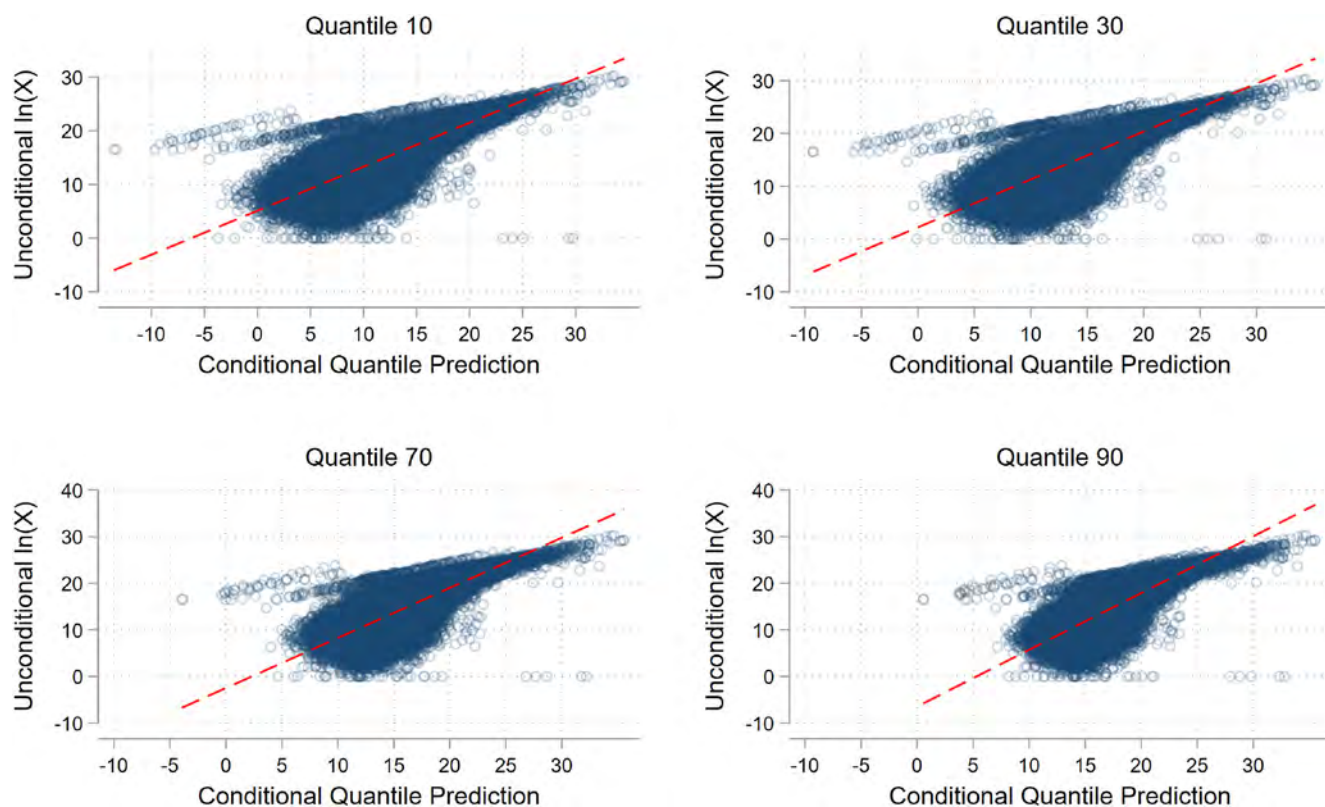 Quantile 10
Unconditional ln(X)
30
20
10
0
-10
-10 -5 0 5 10 15 20 25 30
Conditional Quantile Prediction
Quantile 30
Unconditional ln(X)
30
20
10
0
-10
-10 -5 0 5 10 15 20 25 30
Conditional Quantile Prediction
Quantile 70
Unconditional ln(X)
40
30
20
10
0
-10
-10 -5 0 5 10 15 20 25 30
Conditional Quantile Prediction
Quantile 90
Unconditional ln(X)
40
30
20
10
0
-10
-10 -5 0 5 10 15 20 25 30
Conditional Quantile Prediction